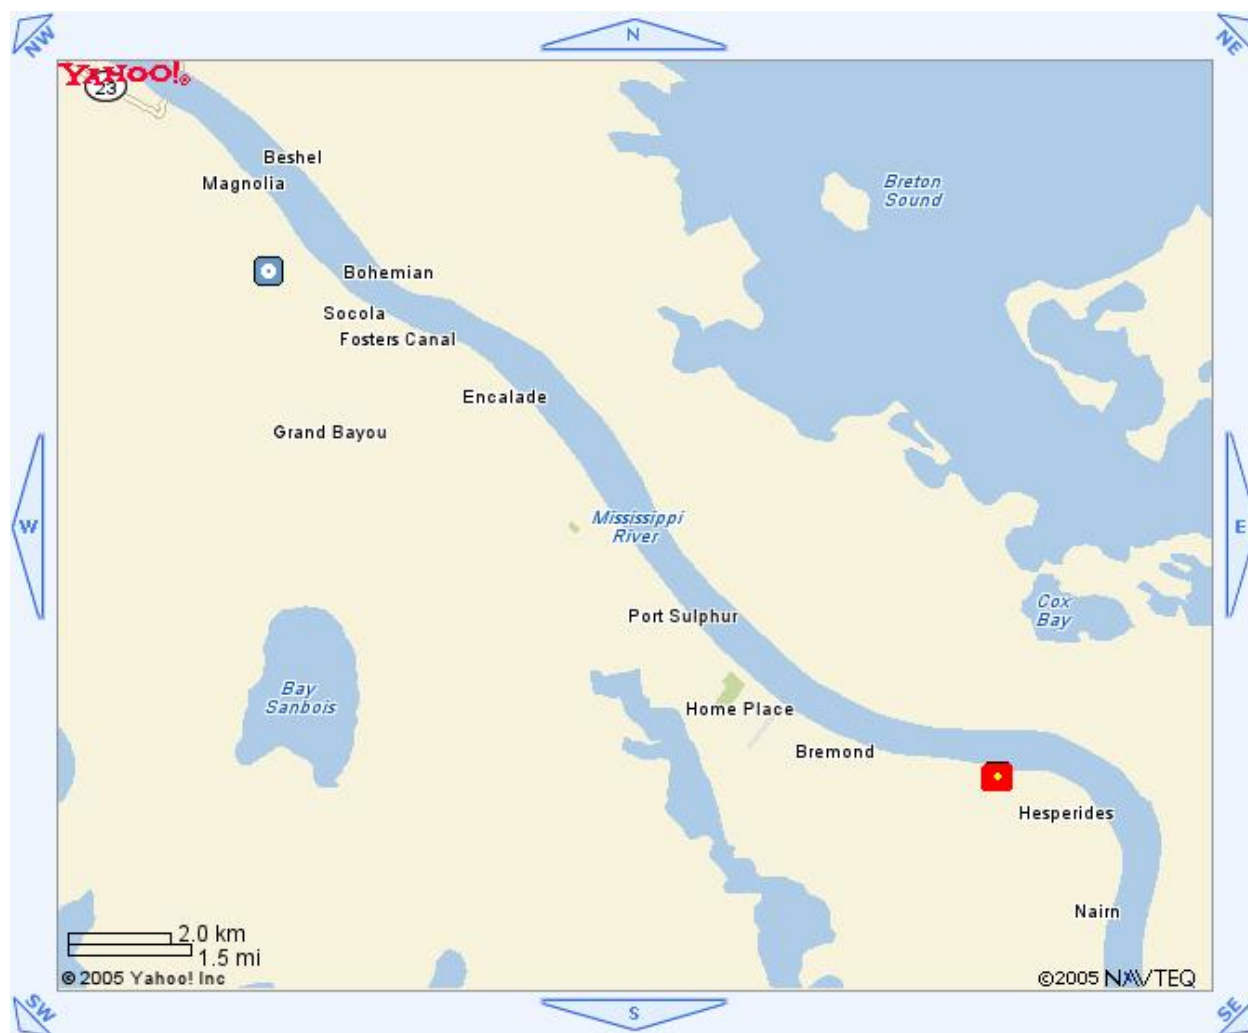 NW
N
NE
YAHOO!®
23
Beshel
Magnolia
Breton
Sound
Bohemian
Socola
Fosters Canal
Encalade
Grand Bayou
W
Mississippi
River
E
Port Sulphur
Cox
Bay
Bay
Sanbois
Home Place
Bremond
Hesperides
Nairn
2.0 km
1.5 mi
© 2005 Yahoo! Inc
©2005 NAVTEQ
SW
S
SE